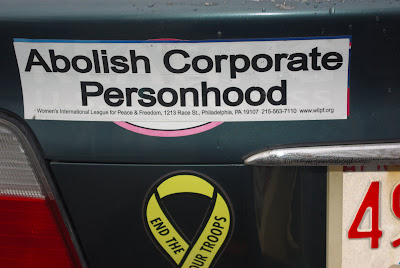 Abolish Corporate
Personhood
Women's International League for Peace & Freedom, 1213 Race St., Philadelphia, PA 19107 215-563-7110 www.wilpf.org
END THE
OUR TROOPS
4